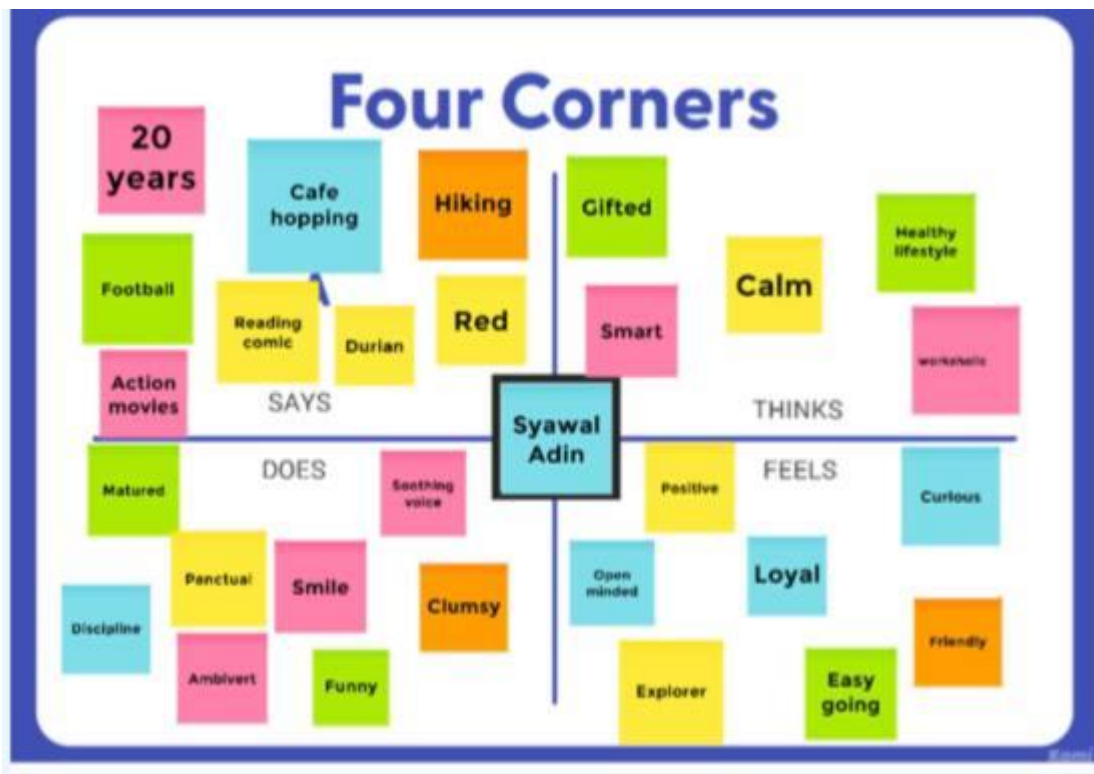 Four Corners
20
years
Cafe
hopping
Hiking
Football
Reading
comic
Durian
Red
Action
movies
SAYS
Gifted
Calm
Healthy
lifestyle
Smart
workaholic
THINKS
Syawal
Adin
DOES
Matured
Soothing
voice
Panctual
Smile
Clumsy
Discipline
Ambivert
Funny
FEELS
Positive
Curious
Open
minded
Loyal
Friendly
Explorer
Easy
going
Kami